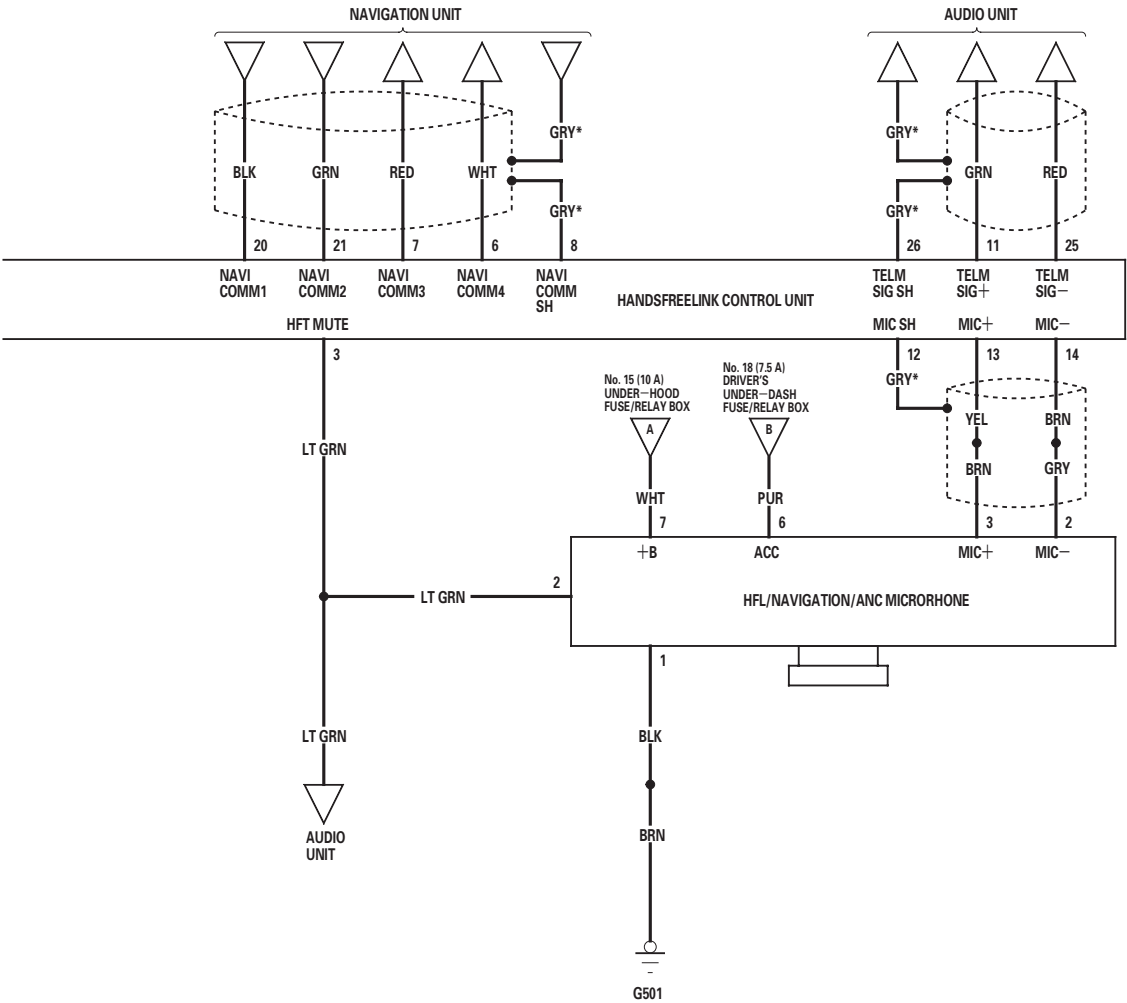 NAVIGATION UNIT
AUDIO UNIT
GRY*
GRY*
BLK
GRN
RED
WHT
GRN
RED
GRY*
GRY*
20
21
7
6
8
26
11
25
NAVI
COMM1
NAVI
COMM2
NAVI
COMM3
NAVI
COMM4
NAVI
COMM
SH
HANDSFREELINK CONTROL UNIT
TELM
SIG SH
TELM
SIG+
TELM
SIG−
HFT MUTE
MIC SH
MIC+
MIC−
3
12
13
14
No. 15 (10 A)
UNDER−HOOD
FUSE/RELAY BOX
No. 18 (7.5 A)
DRIVER'S
UNDER−DASH
FUSE/RELAY BOX
GRY*
A
B
YEL
BRN
LT GRN
BRN
GRY
WHT
PUR
7
6
3
2
+B
ACC
MIC+
MIC−
2
LT GRN
HFL/NAVIGATION/ANC MICRORHONE
1
LT GRN
BLK
AUDIO
UNIT
BRN
G501